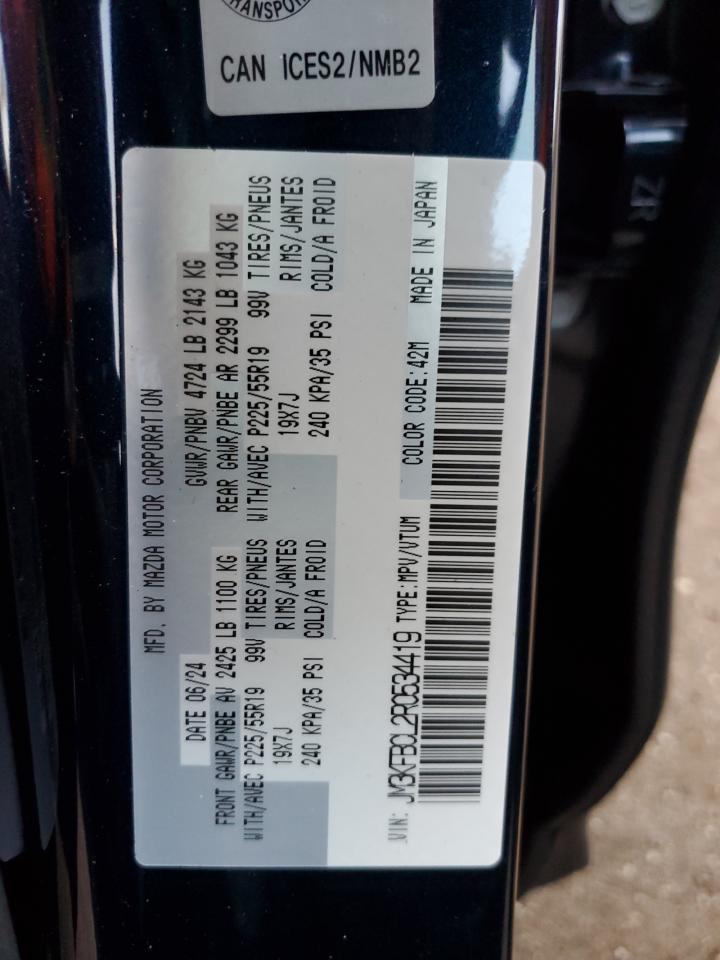 TRANSPORT
CAN ICES2/NMB2
MFD. BY MAZDA MOTOR CORPORATION
DATE 06/24 GVWR/PNBV 4724 LB 2143 KG
FRONT GAWR/PNBE AV 2425 LB 1100 KG REAR GAWR/PNBE AR 2299 LB 1043 KG
WITH/AVEC P225/55R19 99V TIRES/PNEUS WITH/AVEC P225/55R19 99V TIRES/PNEUS
19X7J RIMS/JANTES 19X7J RIMS/JANTES
240 KPA/35 PSI COLD/A FROID 240 KPA/35 PSI COLD/A FROID
VIN: JM3KFBCL2R0534419 TYPE:MPV/VTUM COLOR CODE:42M MADE IN JAPAN
ZR